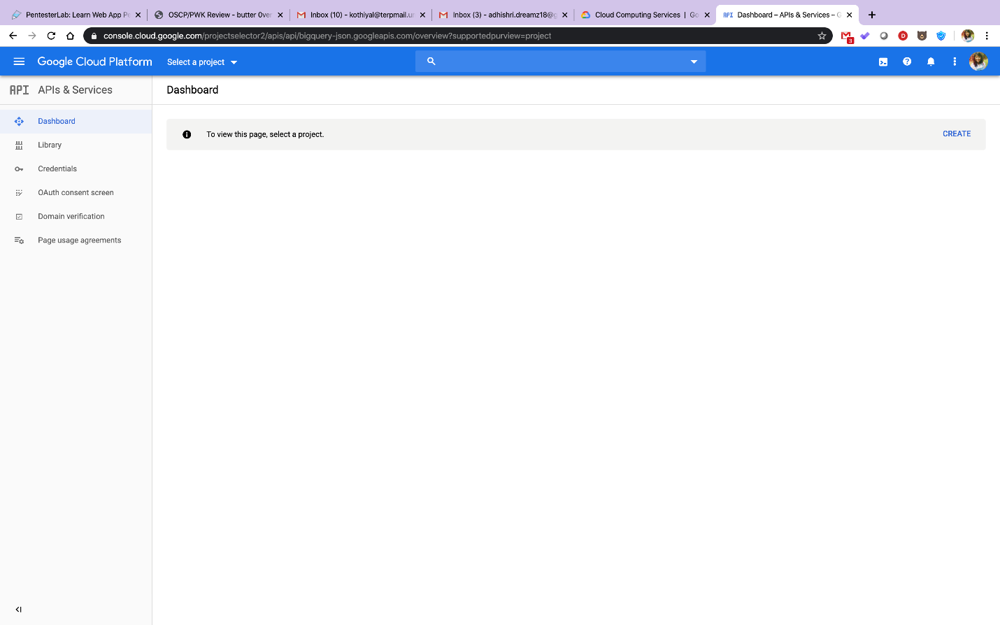 PentesterLab: Learn Web App Pe
OSCP/PWK Review - butter 0ver
Inbox (10) - kothiyal@terpmail.um
Inbox (3) - adhishri.dreamz18@g
Cloud Computing Services | Go
API Dashboard – APIs & Services – G
console.cloud.google.com/projectselector2/apis/api/bigquery-json.googleapis.com/overview?supportedpurview=project
3
D
Google Cloud Platform
Select a project
API APIs & Services
Dashboard
Dashboard
To view this page, select a project.
CREATE
Library
Credentials
OAuth consent screen
Domain verification
Page usage agreements